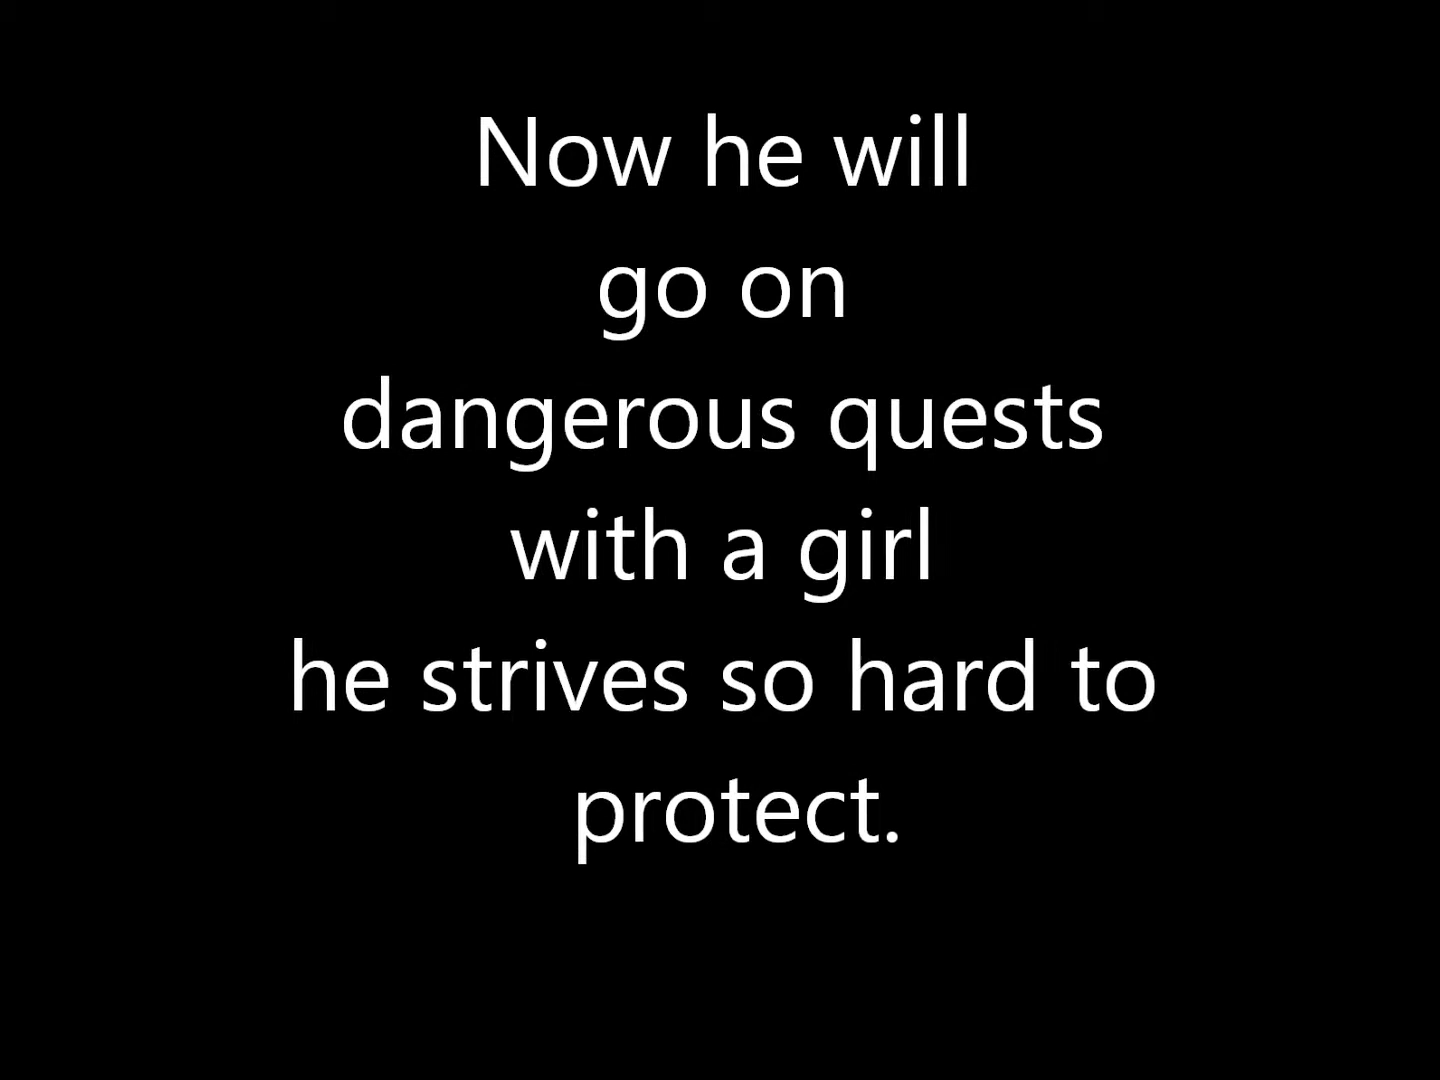 Now he will
go on
dangerous quests
with a girl
he strives so hard to
protect.